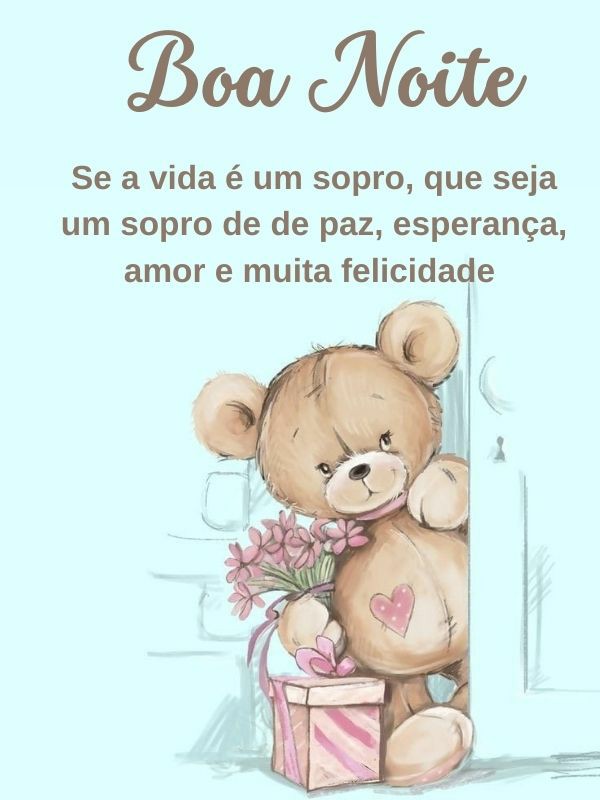 Boa Noite
Se a vida é um sopro, que seja
um sopro de de paz, esperança,
amor e muita felicidade